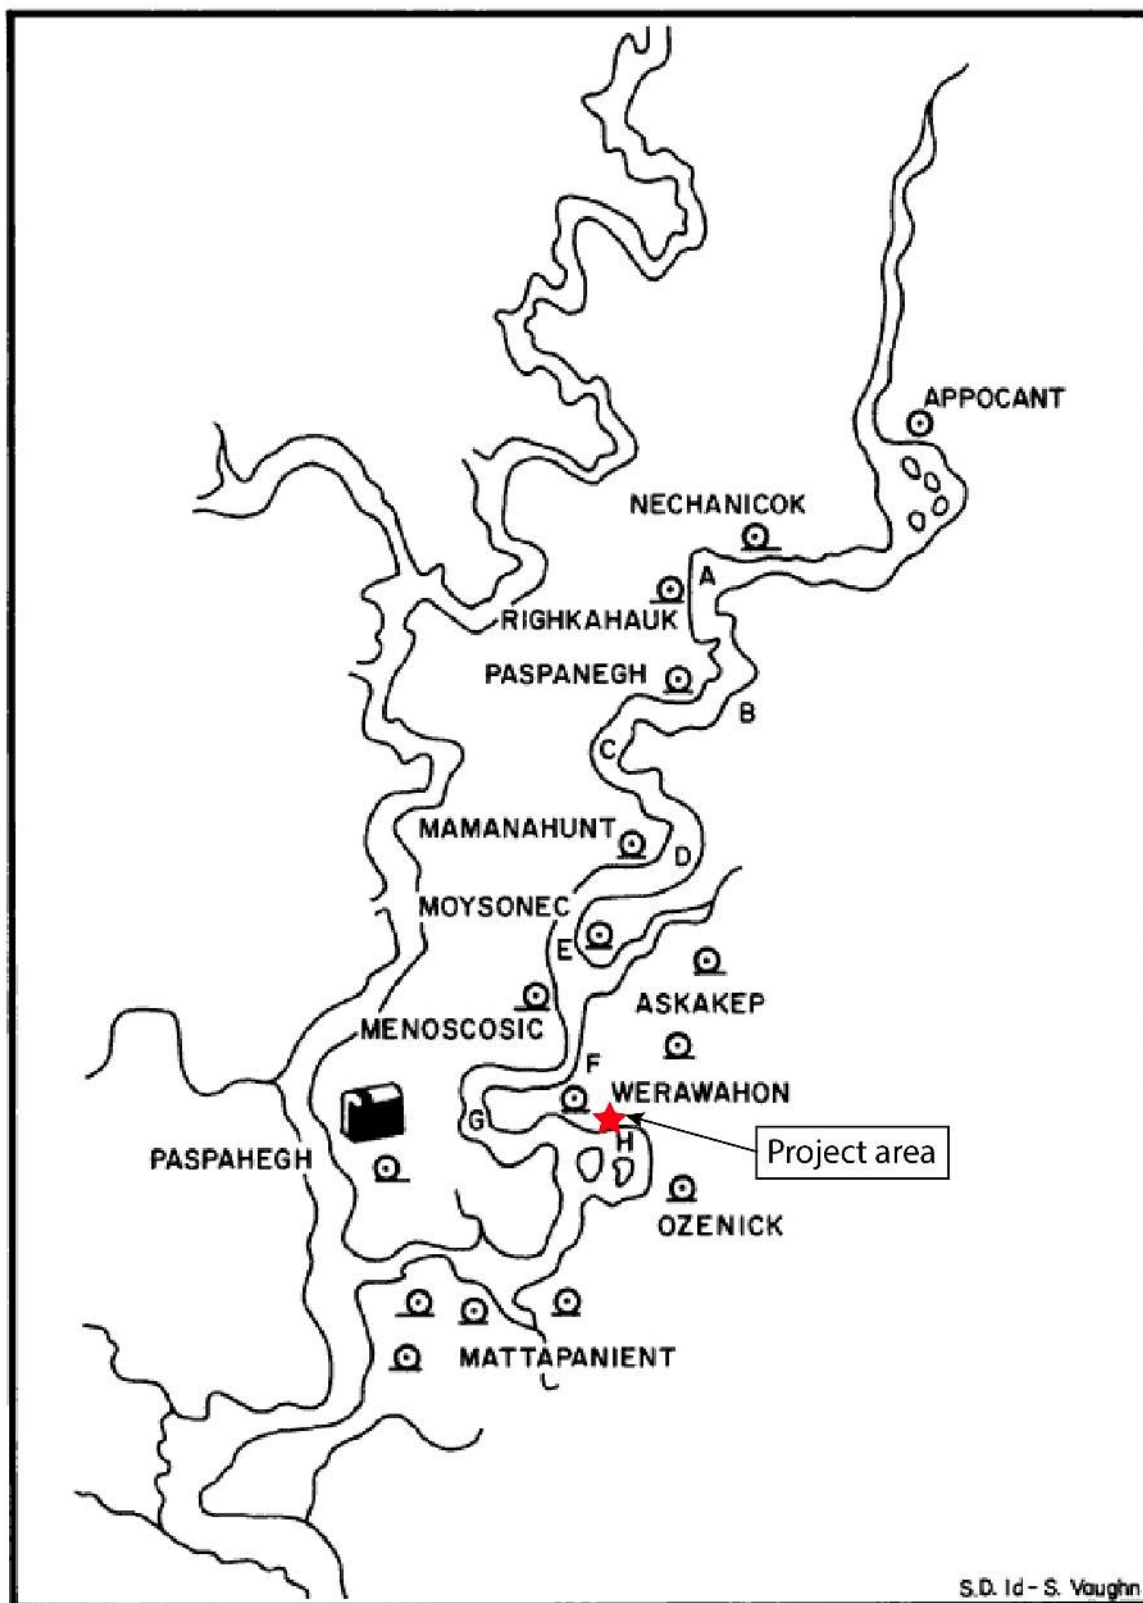 APPOCANT
NECHANICOK
A
RIGHKAHAUK
PASPANEGH
B
C
MAMANAHUNT
D
MOYSONEC
E
ASKAKEP
MENOSCOSIC
F
WERAWAHON
G
H
Project area
PASPAHEGH
OZENICK
MATTAPANIENT
S.D. Id - S. Vaughn